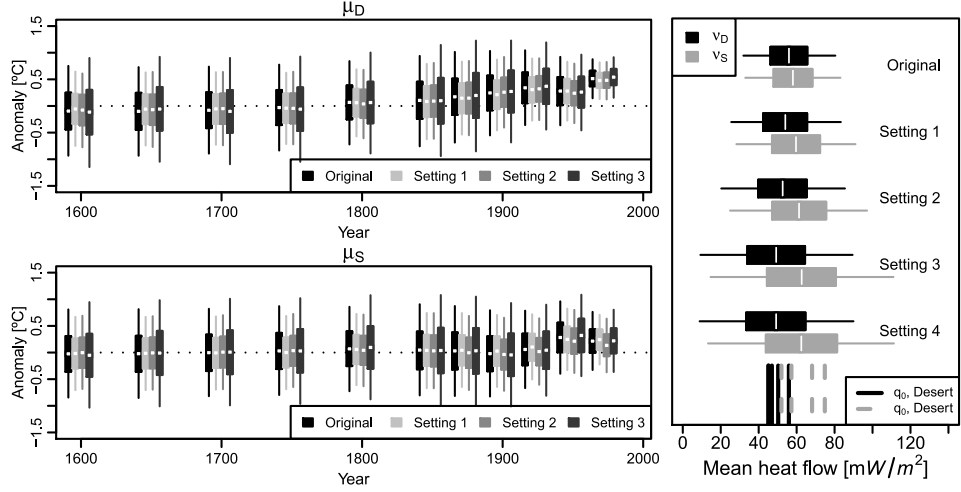 μD
Anomaly [ºC]
1.5
0.5
−0.5
−1.5
Original
Setting 1
Setting 2
Setting 3
1600
1700
1800
1900
2000
Year
μS
Anomaly [ºC]
1.5
0.5
−0.5
−1.5
Original
Setting 1
Setting 2
Setting 3
1600
1700
1800
1900
2000
Year
νD
νS
Original
Setting 1
Setting 2
Setting 3
Setting 4
q0, Desert
q0, Desert
0
20
40
60
80
120
Mean heat flow [mW/m²]